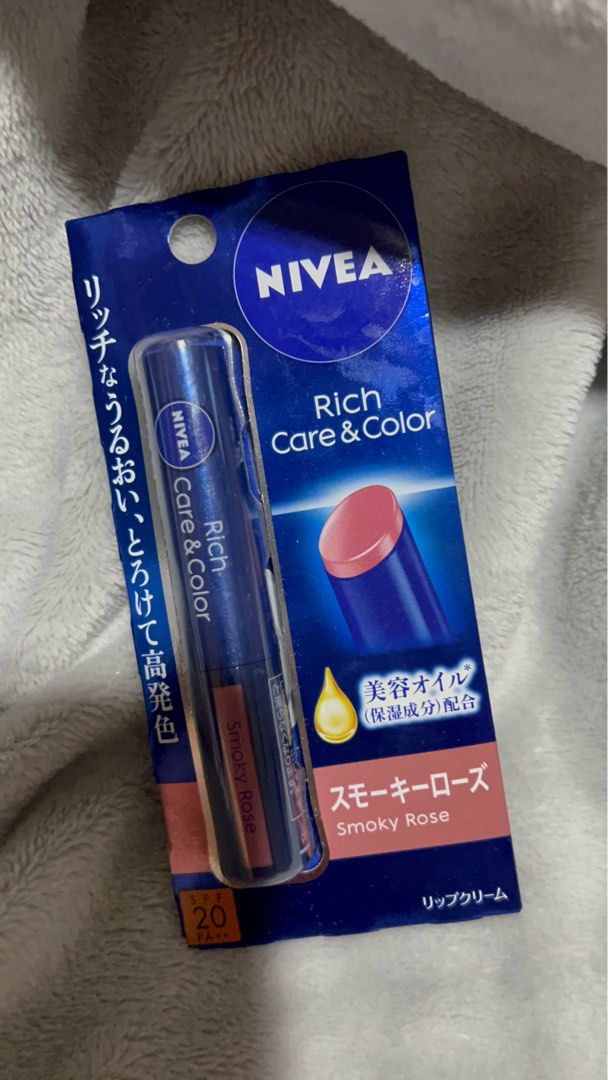 NIVEA
Rich
Care & Color
リッチなうるおい、とろけて高発色
NIVEA
Rich
Care & Color
Smoky Rose
美容オイル*
(保湿成分)配合
スモーキーローズ
Smoky Rose
SPF
20
PA++
リップクリーム